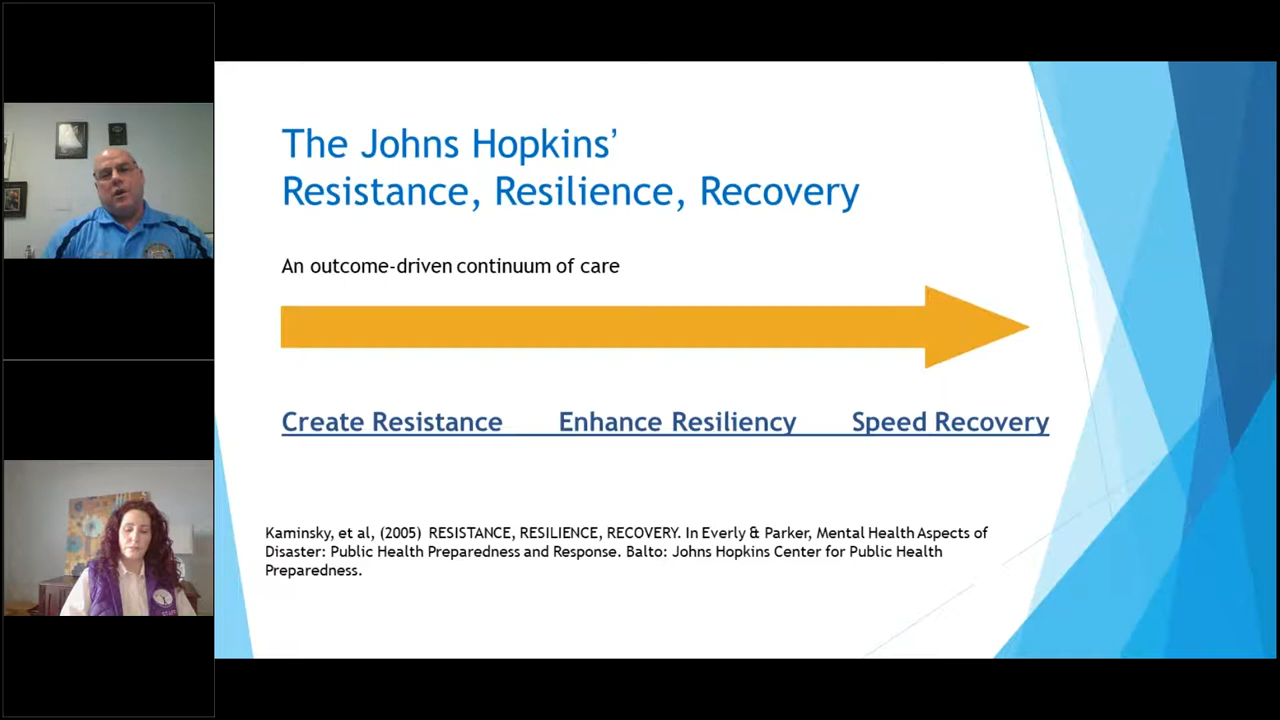 The Johns Hopkins’
Resistance, Resilience, Recovery
An outcome-driven continuum of care
Create Resistance Enhance Resiliency Speed Recovery
Kaminsky, et al, (2005) RESISTANCE, RESILIENCE, RECOVERY. In Everly & Parker, Mental Health Aspects of
Disaster: Public Health Preparedness and Response. Balto: Johns Hopkins Center for Public Health
Preparedness.